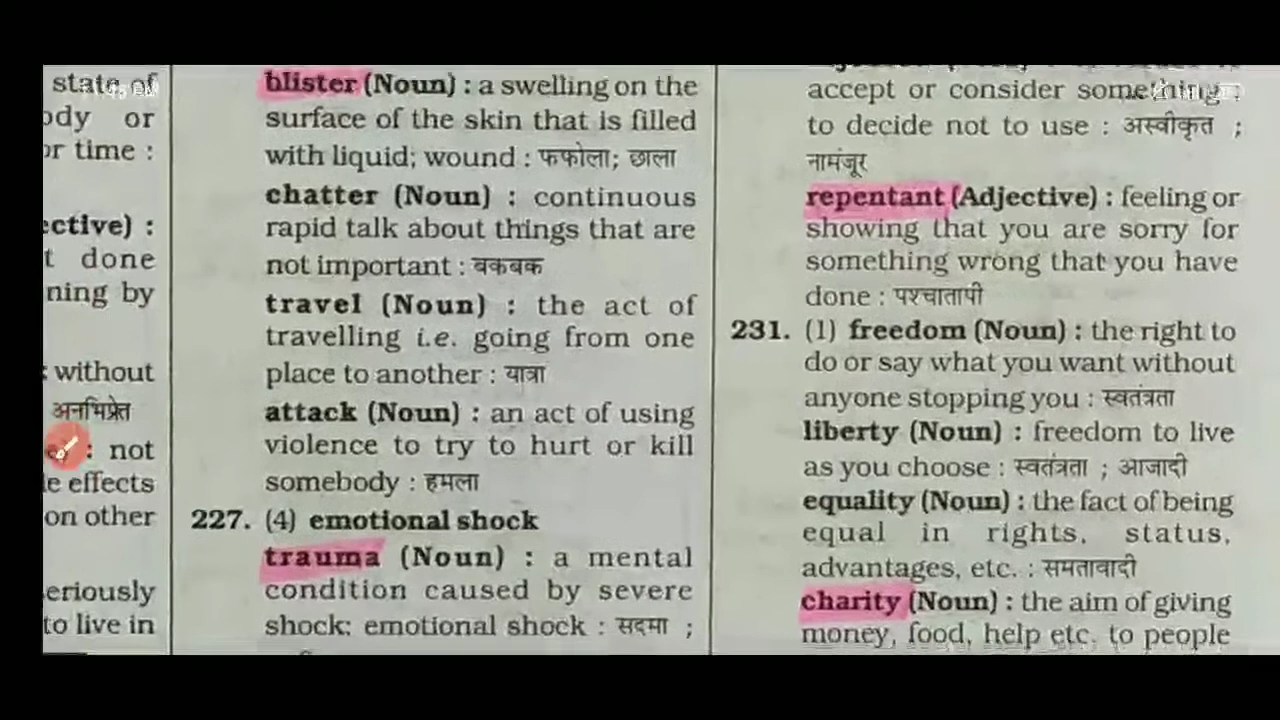 state of
ody or
or time :
ective) :
t done
ning by
without
अनभिप्रेत
: not
le effects
on other
eriously
to live in
blister (Noun) : a swelling on the
surface of the skin that is filled
with liquid; wound : फफोला; छाला
chatter (Noun) : continuous
rapid talk about things that are
not important : बकबक
travel (Noun) : the act of
travelling i.e. going from one
place to another : यात्रा
attack (Noun) : an act of using
violence to try to hurt or kill
somebody : हमला
227. (4) emotional shock
trauma (Noun) : a mental
condition caused by severe
shock; emotional shock : सदमा ;
accept or consider something ;
to decide not to use : अस्वीकृत ;
नामंजूर
repentant (Adjective) : feeling or
showing that you are sorry for
something wrong that you have
done : पश्चातापी
231. (1) freedom (Noun) : the right to
do or say what you want without
anyone stopping you : स्वतंत्रता
liberty (Noun) : freedom to live
as you choose : स्वतंत्रता ; आजादी
equality (Noun) : the fact of being
equal in rights, status,
advantages, etc. : समतावादी
charity (Noun) : the aim of giving
money, food, help etc. to people